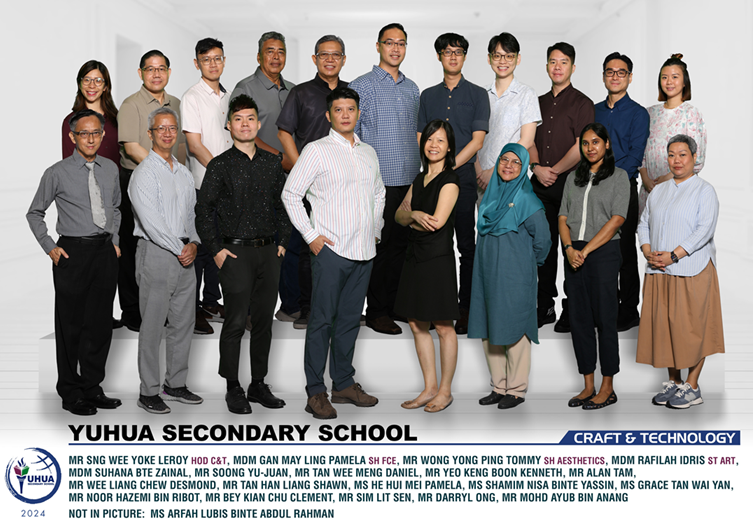 YUHUA SECONDARY SCHOOL
CRAFT & TECHNOLOGY
MR SNG WEE YOKE LEROY HOD C&T, MDM GAN MAY LING PAMELA SH FCE, MR WONG YONG PING TOMMY SH AESTHETICS, MDM RAFILAH IDRIS ST ART,
MDM SUHANA BTE ZAINAL, MR SOONG YU-JUAN, MR TAN WEE MENG DANIEL, MR YEO KENG BOON KENNETH, MR ALAN TAM,
MR WEE LIANG CHEW DESMOND, MR TAN HAN LIANG SHAWN, MS HE HUI MEI PAMELA, MS SHAMIM NISA BINTE YASSIN, MS GRACE TAN WAI YAN,
MR NOOR HAZEMI BIN RIBOT, MR BEY KIAN CHU CLEMENT, MR SIM LIT SEN, MR DARRYL ONG, MR MOHD AYUB BIN ANANG
NOT IN PICTURE: MS ARFAH LUBIS BINTE ABDUL RAHMAN
YUHUA
2024